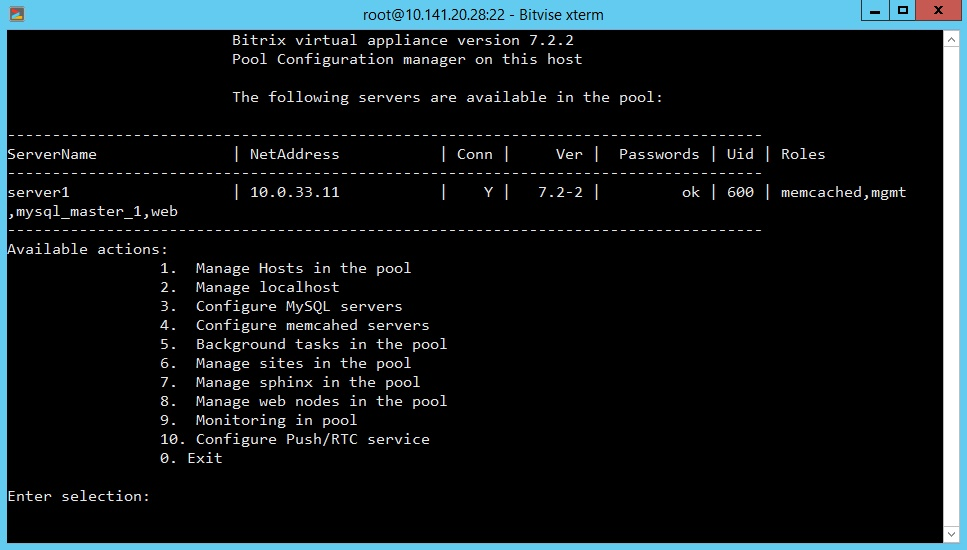 root@10.141.20.28:22 - Bitvise xterm
Bitrix virtual appliance version 7.2.2
Pool Configuration manager on this host
The following servers are available in the pool:
------------------------------------------------------------------------------------
ServerName | NetAddress | Conn | Ver | Passwords | Uid | Roles
------------------------------------------------------------------------------------
server1 | 10.0.33.11 | Y | 7.2-2 | ok | 600 | memcached,mgmt
,mysql_master_1,web
------------------------------------------------------------------------------------
Available actions:
1. Manage Hosts in the pool
2. Manage localhost
3. Configure MySQL servers
4. Configure memcahed servers
5. Background tasks in the pool
6. Manage sites in the pool
7. Manage sphinx in the pool
8. Manage web nodes in the pool
9. Monitoring in pool
10. Configure Push/RTC service
0. Exit
Enter selection: